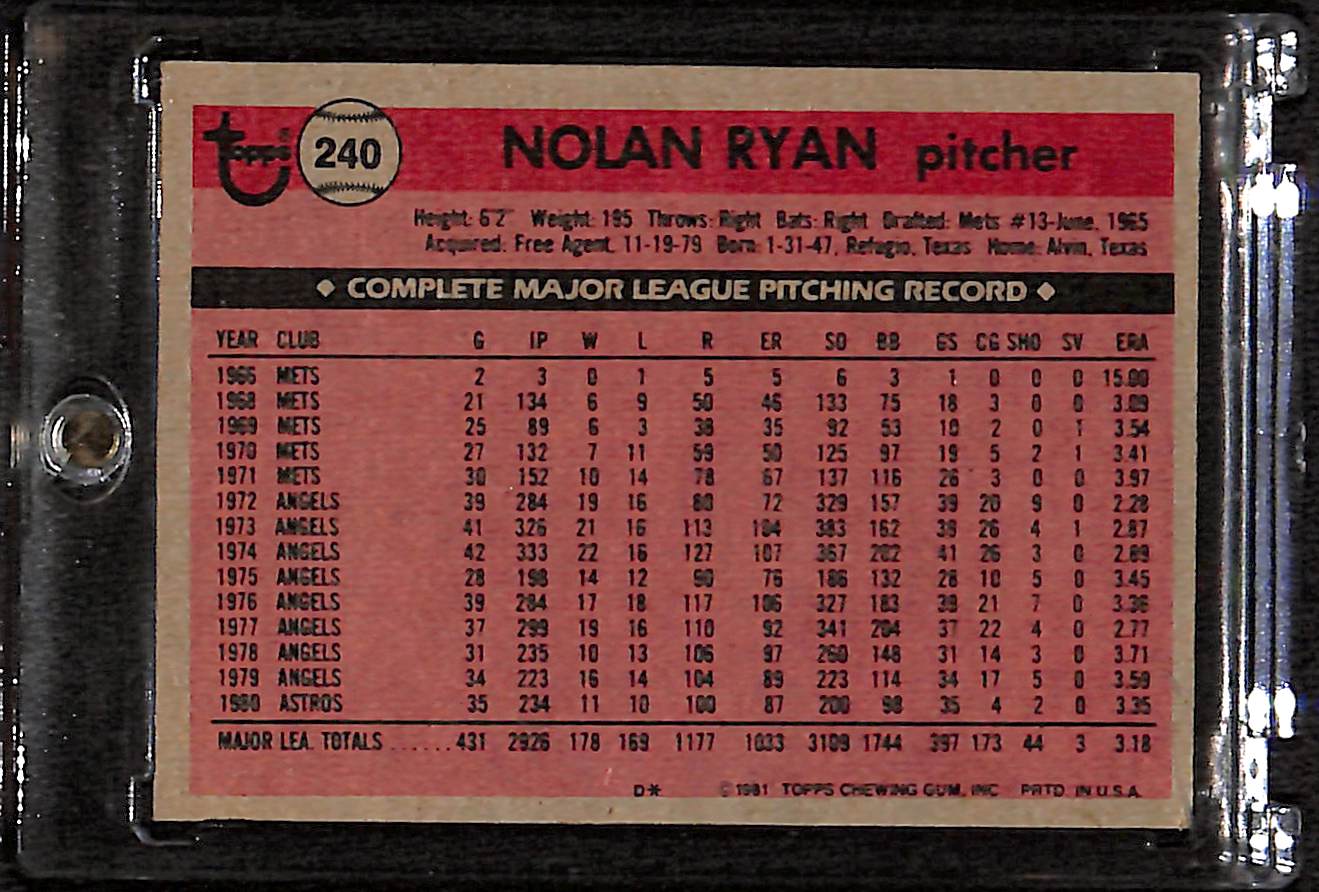 topps® 240 NOLAN RYAN pitcher
Height: 6'2" Weight: 195 Throws: Right Bats: Right Drafted: Mets #13-June, 1965
Acquired: Free Agent, 11-19-79 Born: 1-31-47, Refugio, Texas Home: Alvin, Texas
◆ COMPLETE MAJOR LEAGUE PITCHING RECORD ◆
YEAR CLUB G IP W L R ER SO BB GS CG SHO SV ERA
1966 METS 2 3 0 1 5 5 6 3 1 0 0 0 15.00
1968 METS 21 134 6 9 50 46 133 75 18 3 0 0 3.09
1969 METS 25 89 6 3 38 35 92 53 10 2 0 1 3.54
1970 METS 27 132 7 11 59 50 125 97 19 5 2 1 3.41
1971 METS 30 152 10 14 78 67 137 116 26 3 0 0 3.97
1972 ANGELS 39 284 19 16 80 72 329 157 39 20 9 0 2.28
1973 ANGELS 41 326 21 16 113 104 383 162 39 26 4 1 2.87
1974 ANGELS 42 333 22 16 127 107 367 202 41 26 3 0 2.89
1975 ANGELS 28 198 14 12 90 76 186 132 28 10 5 0 3.45
1976 ANGELS 39 284 17 18 117 106 327 183 39 21 7 0 3.36
1977 ANGELS 37 299 19 16 110 92 341 204 37 22 4 0 2.77
1978 ANGELS 31 235 10 13 106 97 260 148 31 14 3 0 3.71
1979 ANGELS 34 223 16 14 104 89 223 114 34 17 5 0 3.59
1980 ASTROS 35 234 11 10 100 87 200 98 35 4 2 0 3.35
MAJOR LEA. TOTALS ...... 431 2926 178 169 1177 1033 3109 1744 397 173 44 3 3.18
D* © 1981 TOPPS CHEWING GUM, INC PRTD. IN U.S.A.